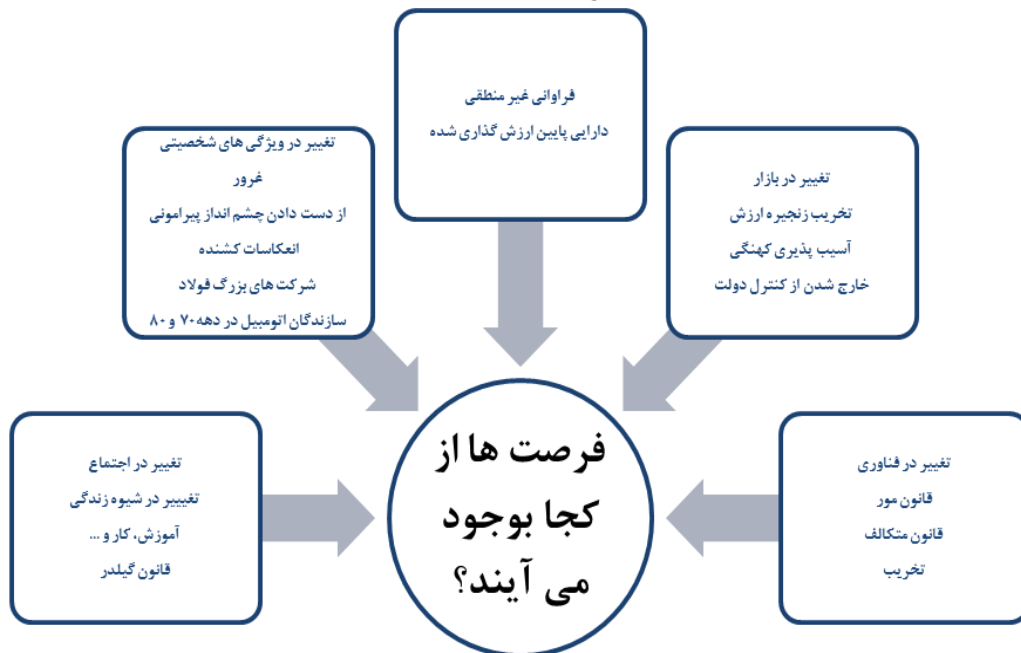 فراوانی غیر منطقی
دارایی پایین ارزش گذاری شده
تغییر در بازار
تخریب زنجیره ارزش
آسیب پذیری کهنگی
خارج شدن از کنترل دولت
تغییر در ویژگی های شخصیتی
غرور
از دست دادن چشم انداز پیرامونی
انعکاسات کشنده
شرکت های بزرگ فولاد
سازندگان اتومبیل در دهه ۷۰ و ۸۰
تغییر در فناوری
قانون مور
قانون متکالف
تخریب
تغییر در اجتماع
تغیییر در شیوه زندگی
آموزش، کار و ...
قانون گیلدر
فرصت ها از
کجا بوجود
می آیند؟